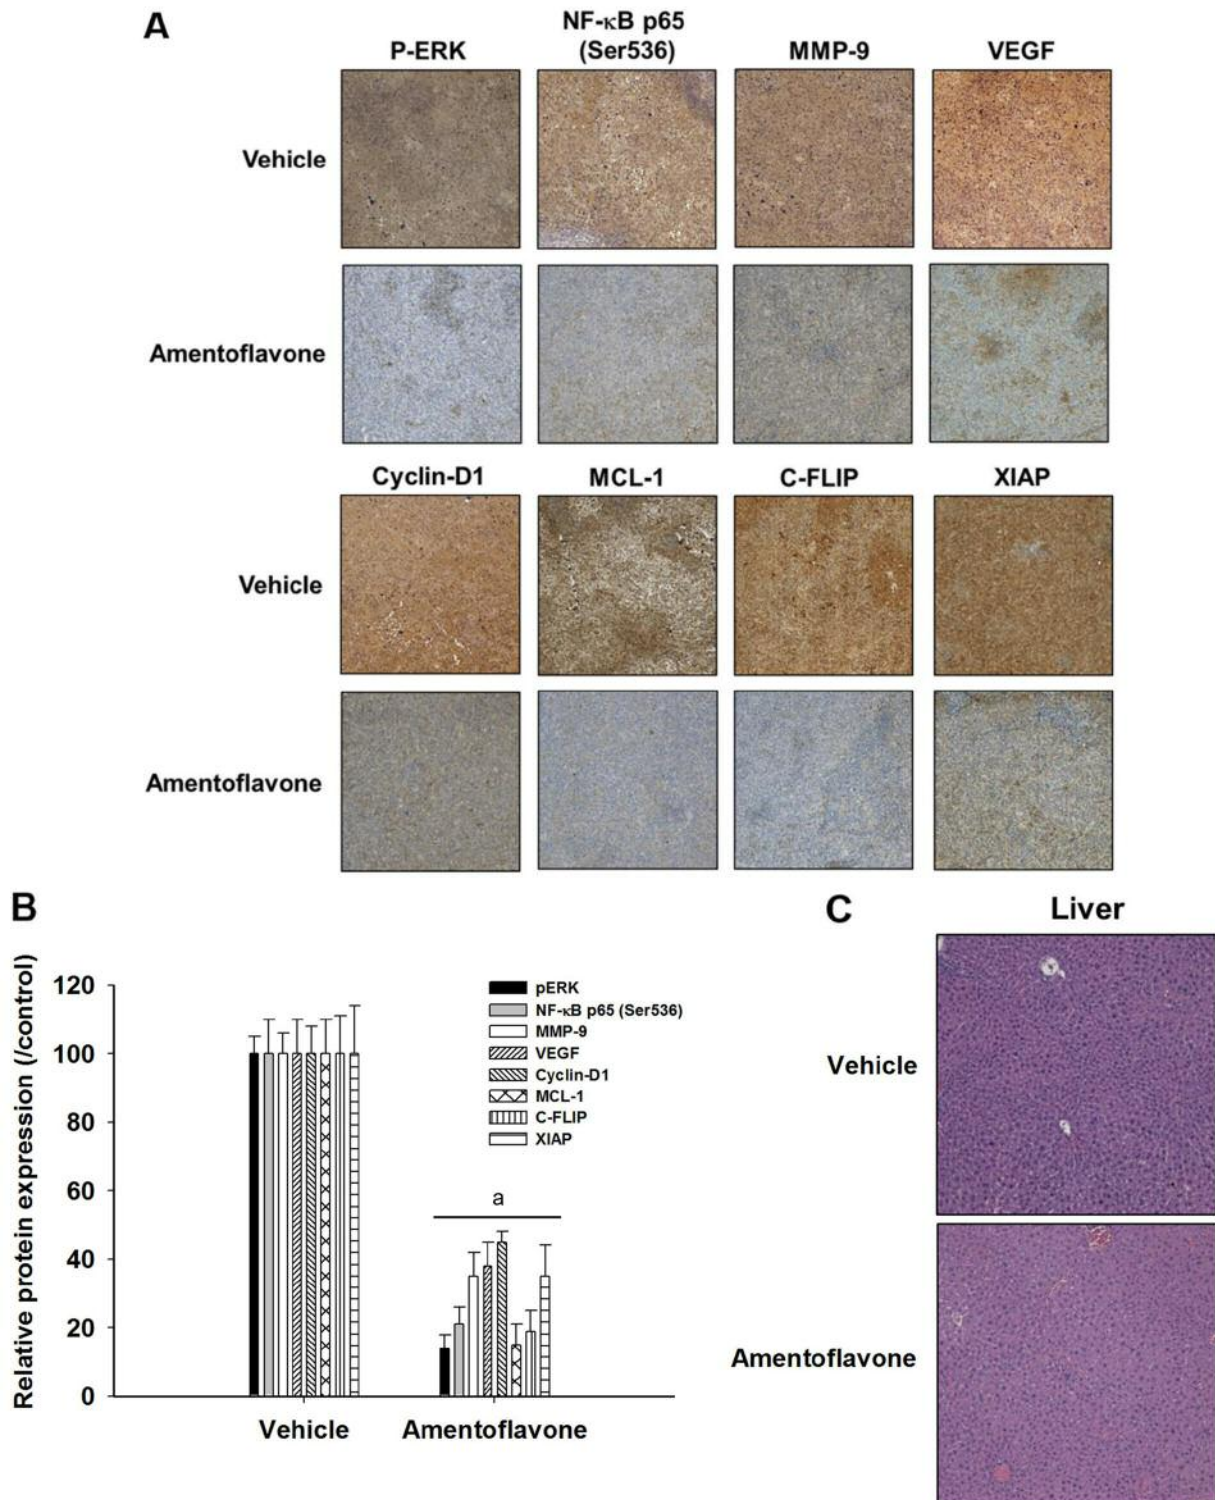 A
P-ERK
NF-κB p65
(Ser536)
MMP-9
VEGF
Vehicle
Amentoflavone
Cyclin-D1
MCL-1
C-FLIP
XIAP
Vehicle
Amentoflavone
B
Relative protein expression (/control)
120
100
80
60
40
20
0
pERK
NF-κB p65 (Ser536)
MMP-9
VEGF
Cyclin-D1
MCL-1
C-FLIP
XIAP
a
Vehicle
Amentoflavone
C
Liver
Vehicle
Amentoflavone